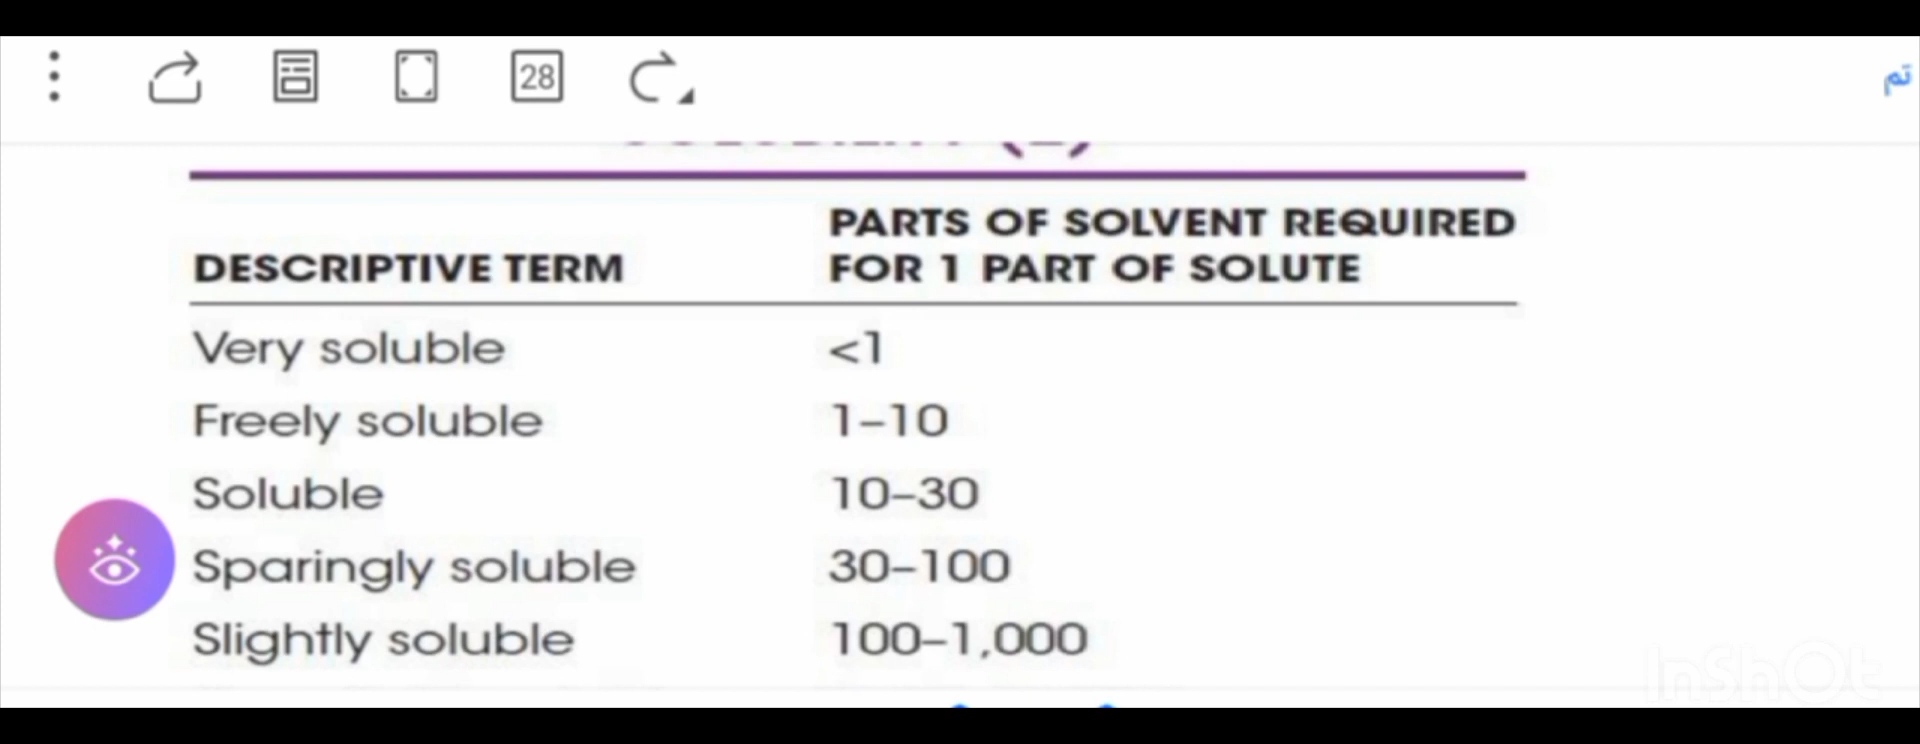 28
تم
DESCRIPTIVE TERM
PARTS OF SOLVENT REQUIRED
FOR 1 PART OF SOLUTE
Very soluble <1
Freely soluble 1–10
Soluble 10–30
Sparingly soluble 30–100
Slightly soluble 100–1,000
InShOt